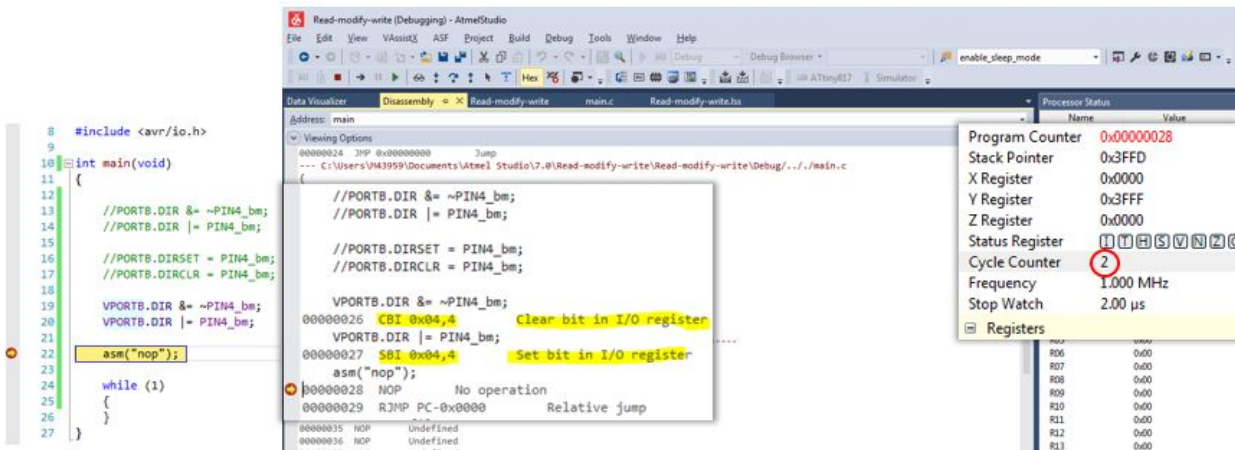 Read-modify-write (Debugging) - AtmelStudio
File Edit View VAssistX ASF Project Build Debug Tools Window Help
Debug Debug Browser enable_sleep_mode
Hex ATtiny817 Simulator
Data Visualizer Disassembly Read-modify-write main.c Read-modify-write.lss
Address: main
Viewing Options
00000024 JMP 0x00000000 Jump
--- C:\Users\M43959\Documents\Atmel Studio\7.0\Read-modify-write\Read-modify-write\Debug/.././main.c
{
//PORTB.DIR &= ~PIN4_bm;
//PORTB.DIR |= PIN4_bm;
//PORTB.DIRSET = PIN4_bm;
//PORTB.DIRCLR = PIN4_bm;
VPORTB.DIR &= ~PIN4_bm;
00000026 CBI 0x04,4 Clear bit in I/O register
VPORTB.DIR |= PIN4_bm;
00000027 SBI 0x04,4 Set bit in I/O register
asm("nop");
00000028 NOP No operation
00000029 RJMP PC-0x0000 Relative jump
00000035 NOP Undefined
00000036 NOP Undefined
8 #include <avr/io.h>
9
10 int main(void)
11 {
12
13 //PORTB.DIR &= ~PIN4_bm;
14 //PORTB.DIR |= PIN4_bm;
15
16 //PORTB.DIRSET = PIN4_bm;
17 //PORTB.DIRCLR = PIN4_bm;
18
19 VPORTB.DIR &= ~PIN4_bm;
20 VPORTB.DIR |= PIN4_bm;
21
22 asm("nop");
23
24 while (1)
25 {
26 }
27 }
Processor Status
Name Value
Program Counter 0x00000028
Stack Pointer 0x3FFD
X Register 0x0000
Y Register 0x3FFF
Z Register 0x0000
Status Register I T H S V N Z C
Cycle Counter 2
Frequency 1.000 MHz
Stop Watch 2.00 µs
Registers
R05 0x00
R06 0x00
R07 0x00
R08 0x00
R09 0x00
R10 0x00
R11 0x00
R12 0x00
R13 0x00